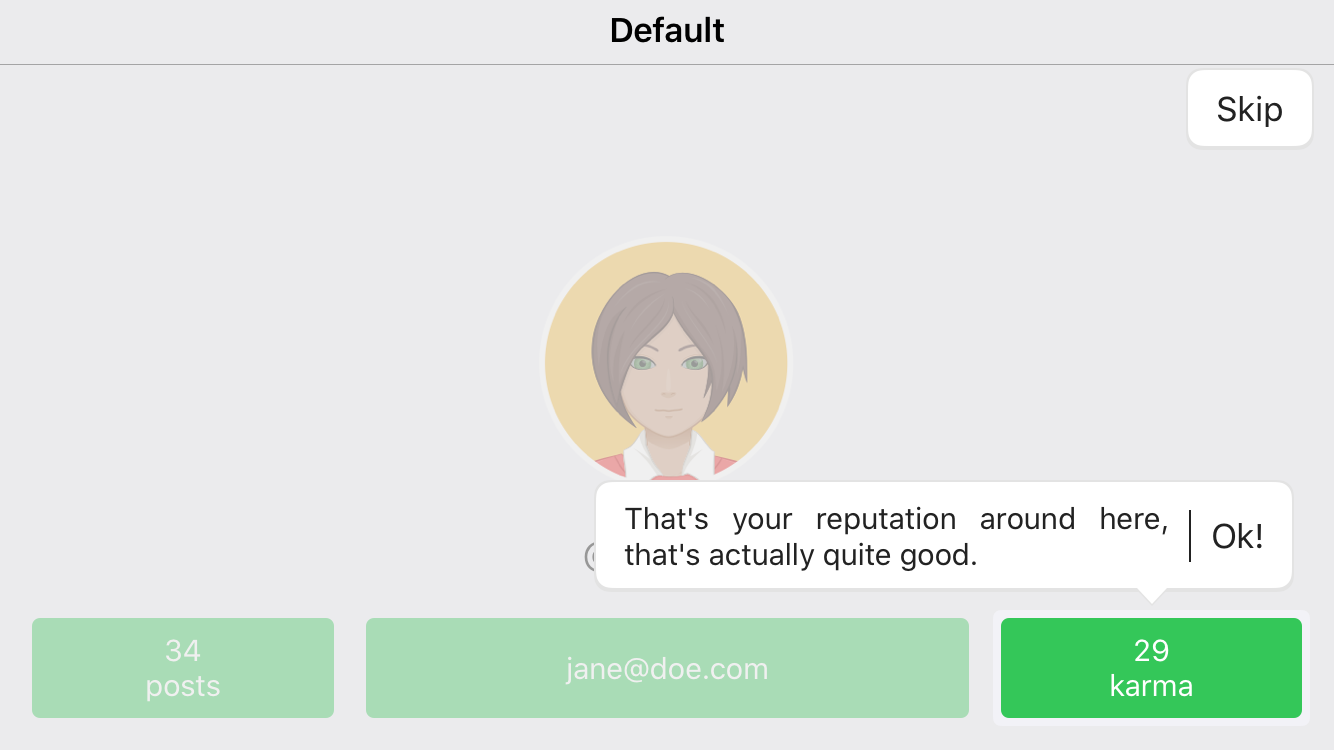 Default
Skip
That's your reputation around here,
that's actually quite good.
Ok!
34
posts
jane@doe.com
29
karma